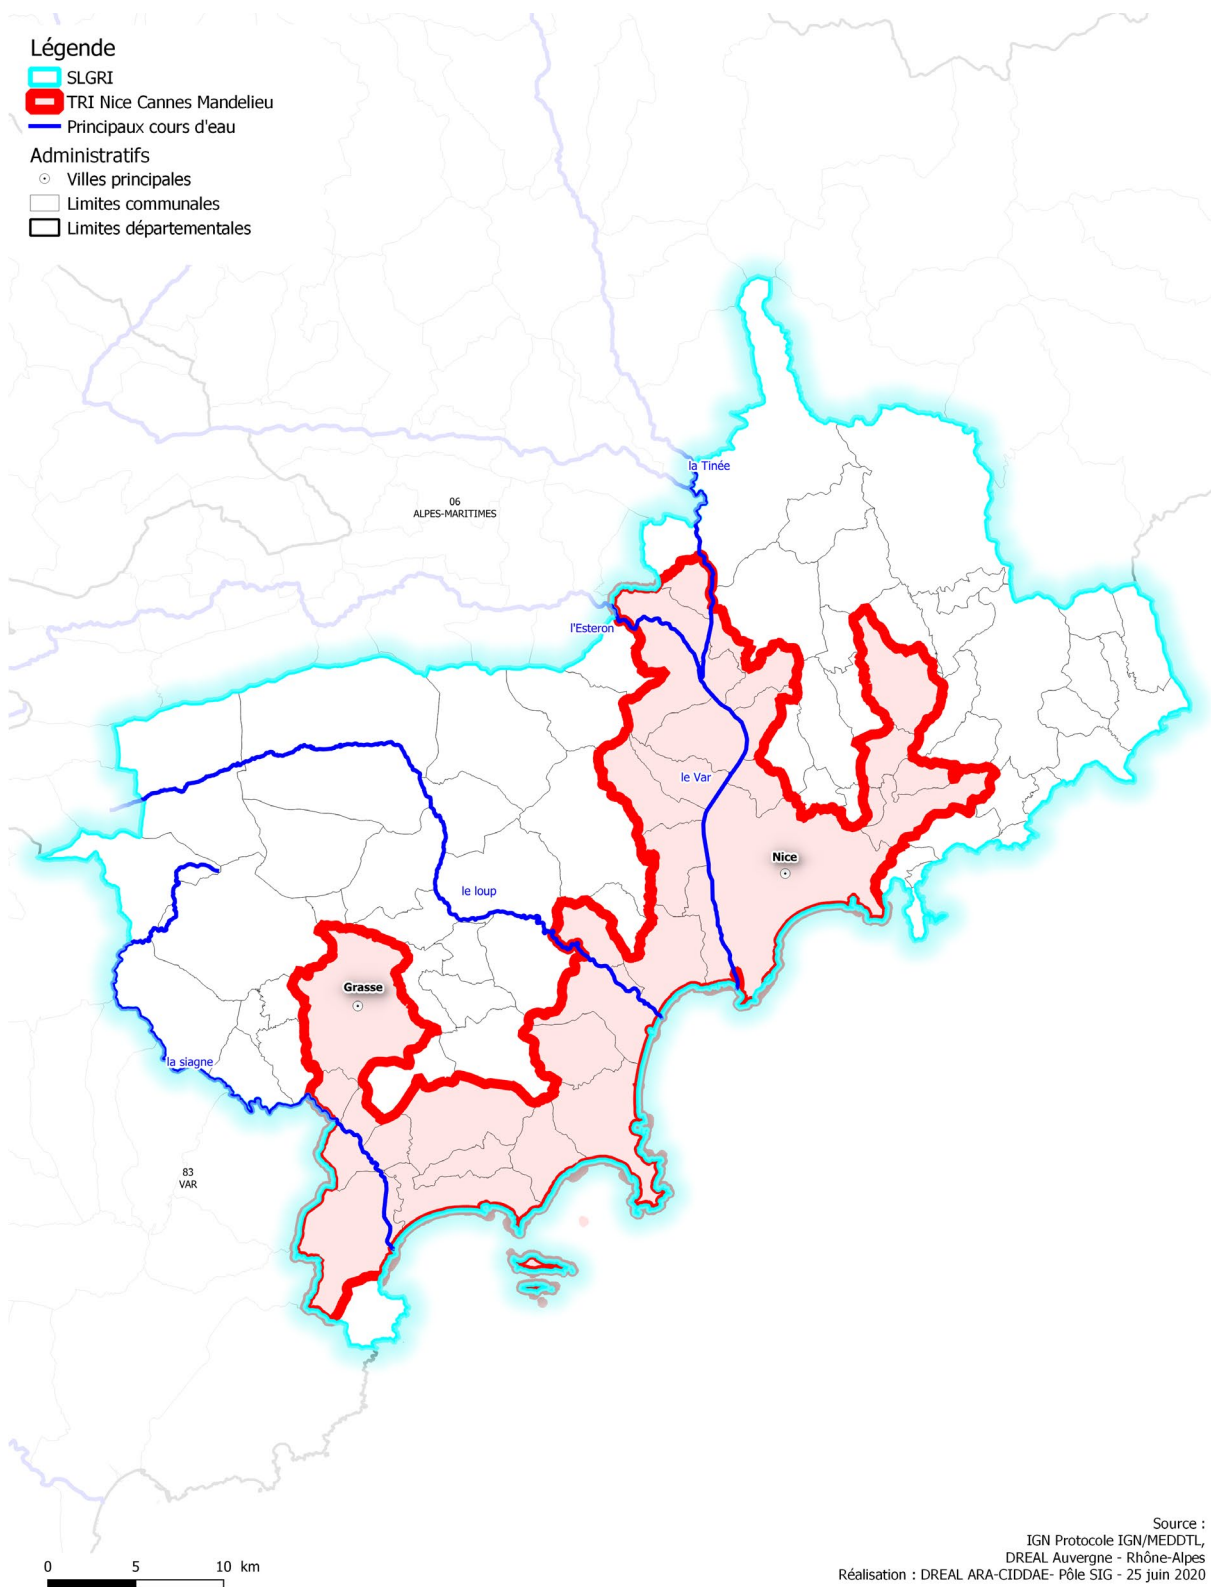 Légende
SLGRI
TRI Nice Cannes Mandelieu
Principaux cours d'eau
Administratifs
Villes principales
Limites communales
Limites départementales
la Tinée
06
ALPES-MARITIMES
l'Esteron
le Var
Nice
le loup
Grasse
la siagne
83
VAR
Source :
IGN Protocole IGN/MEDDTL,
DREAL Auvergne - Rhône-Alpes
Réalisation : DREAL ARA-CIDDAE- Pôle SIG - 25 juin 2020
0 5 10 km